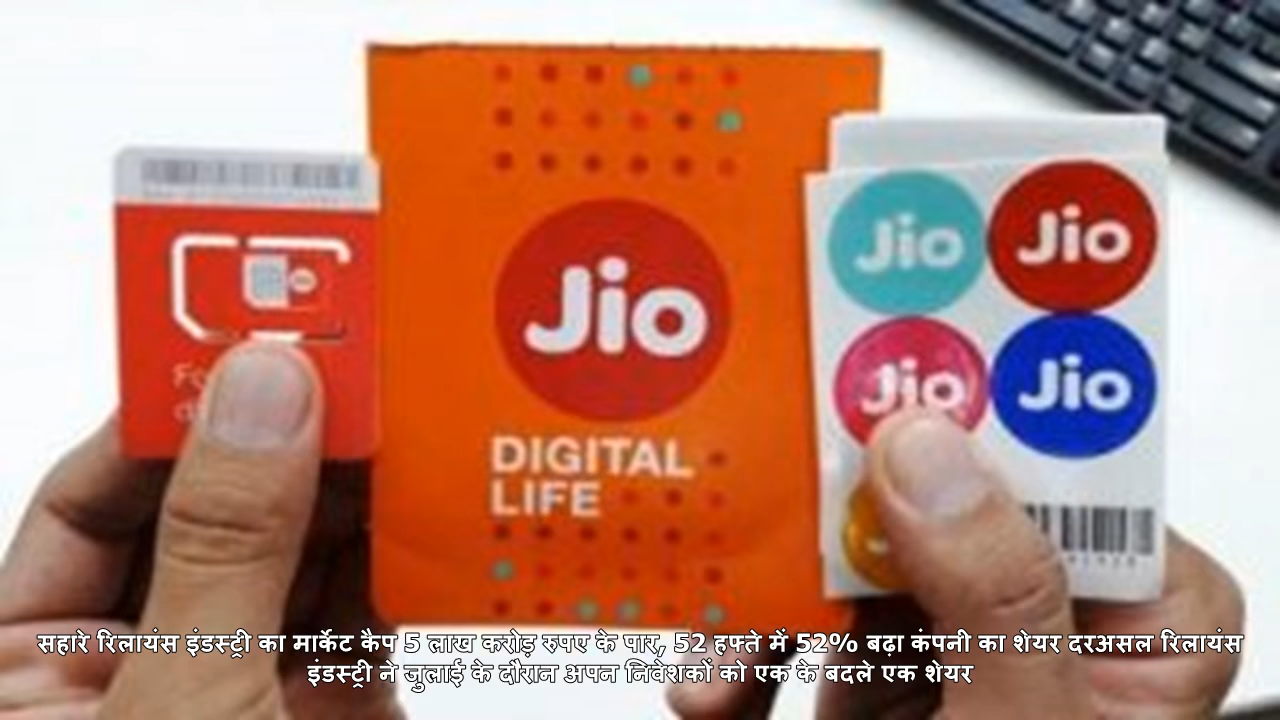 Jio
DIGITAL
LIFE
Jio Jio
Jio Jio
सहारे रिलायंस इंडस्ट्री का मार्केट कैप 5 लाख करोड़ रुपए के पार, 52 हफ्ते में 52% बढ़ा कंपनी का शेयर दरअसल रिलायंस
इंडस्ट्री ने जुलाई के दौरान अपन निवेशकों को एक के बदले एक शेयर